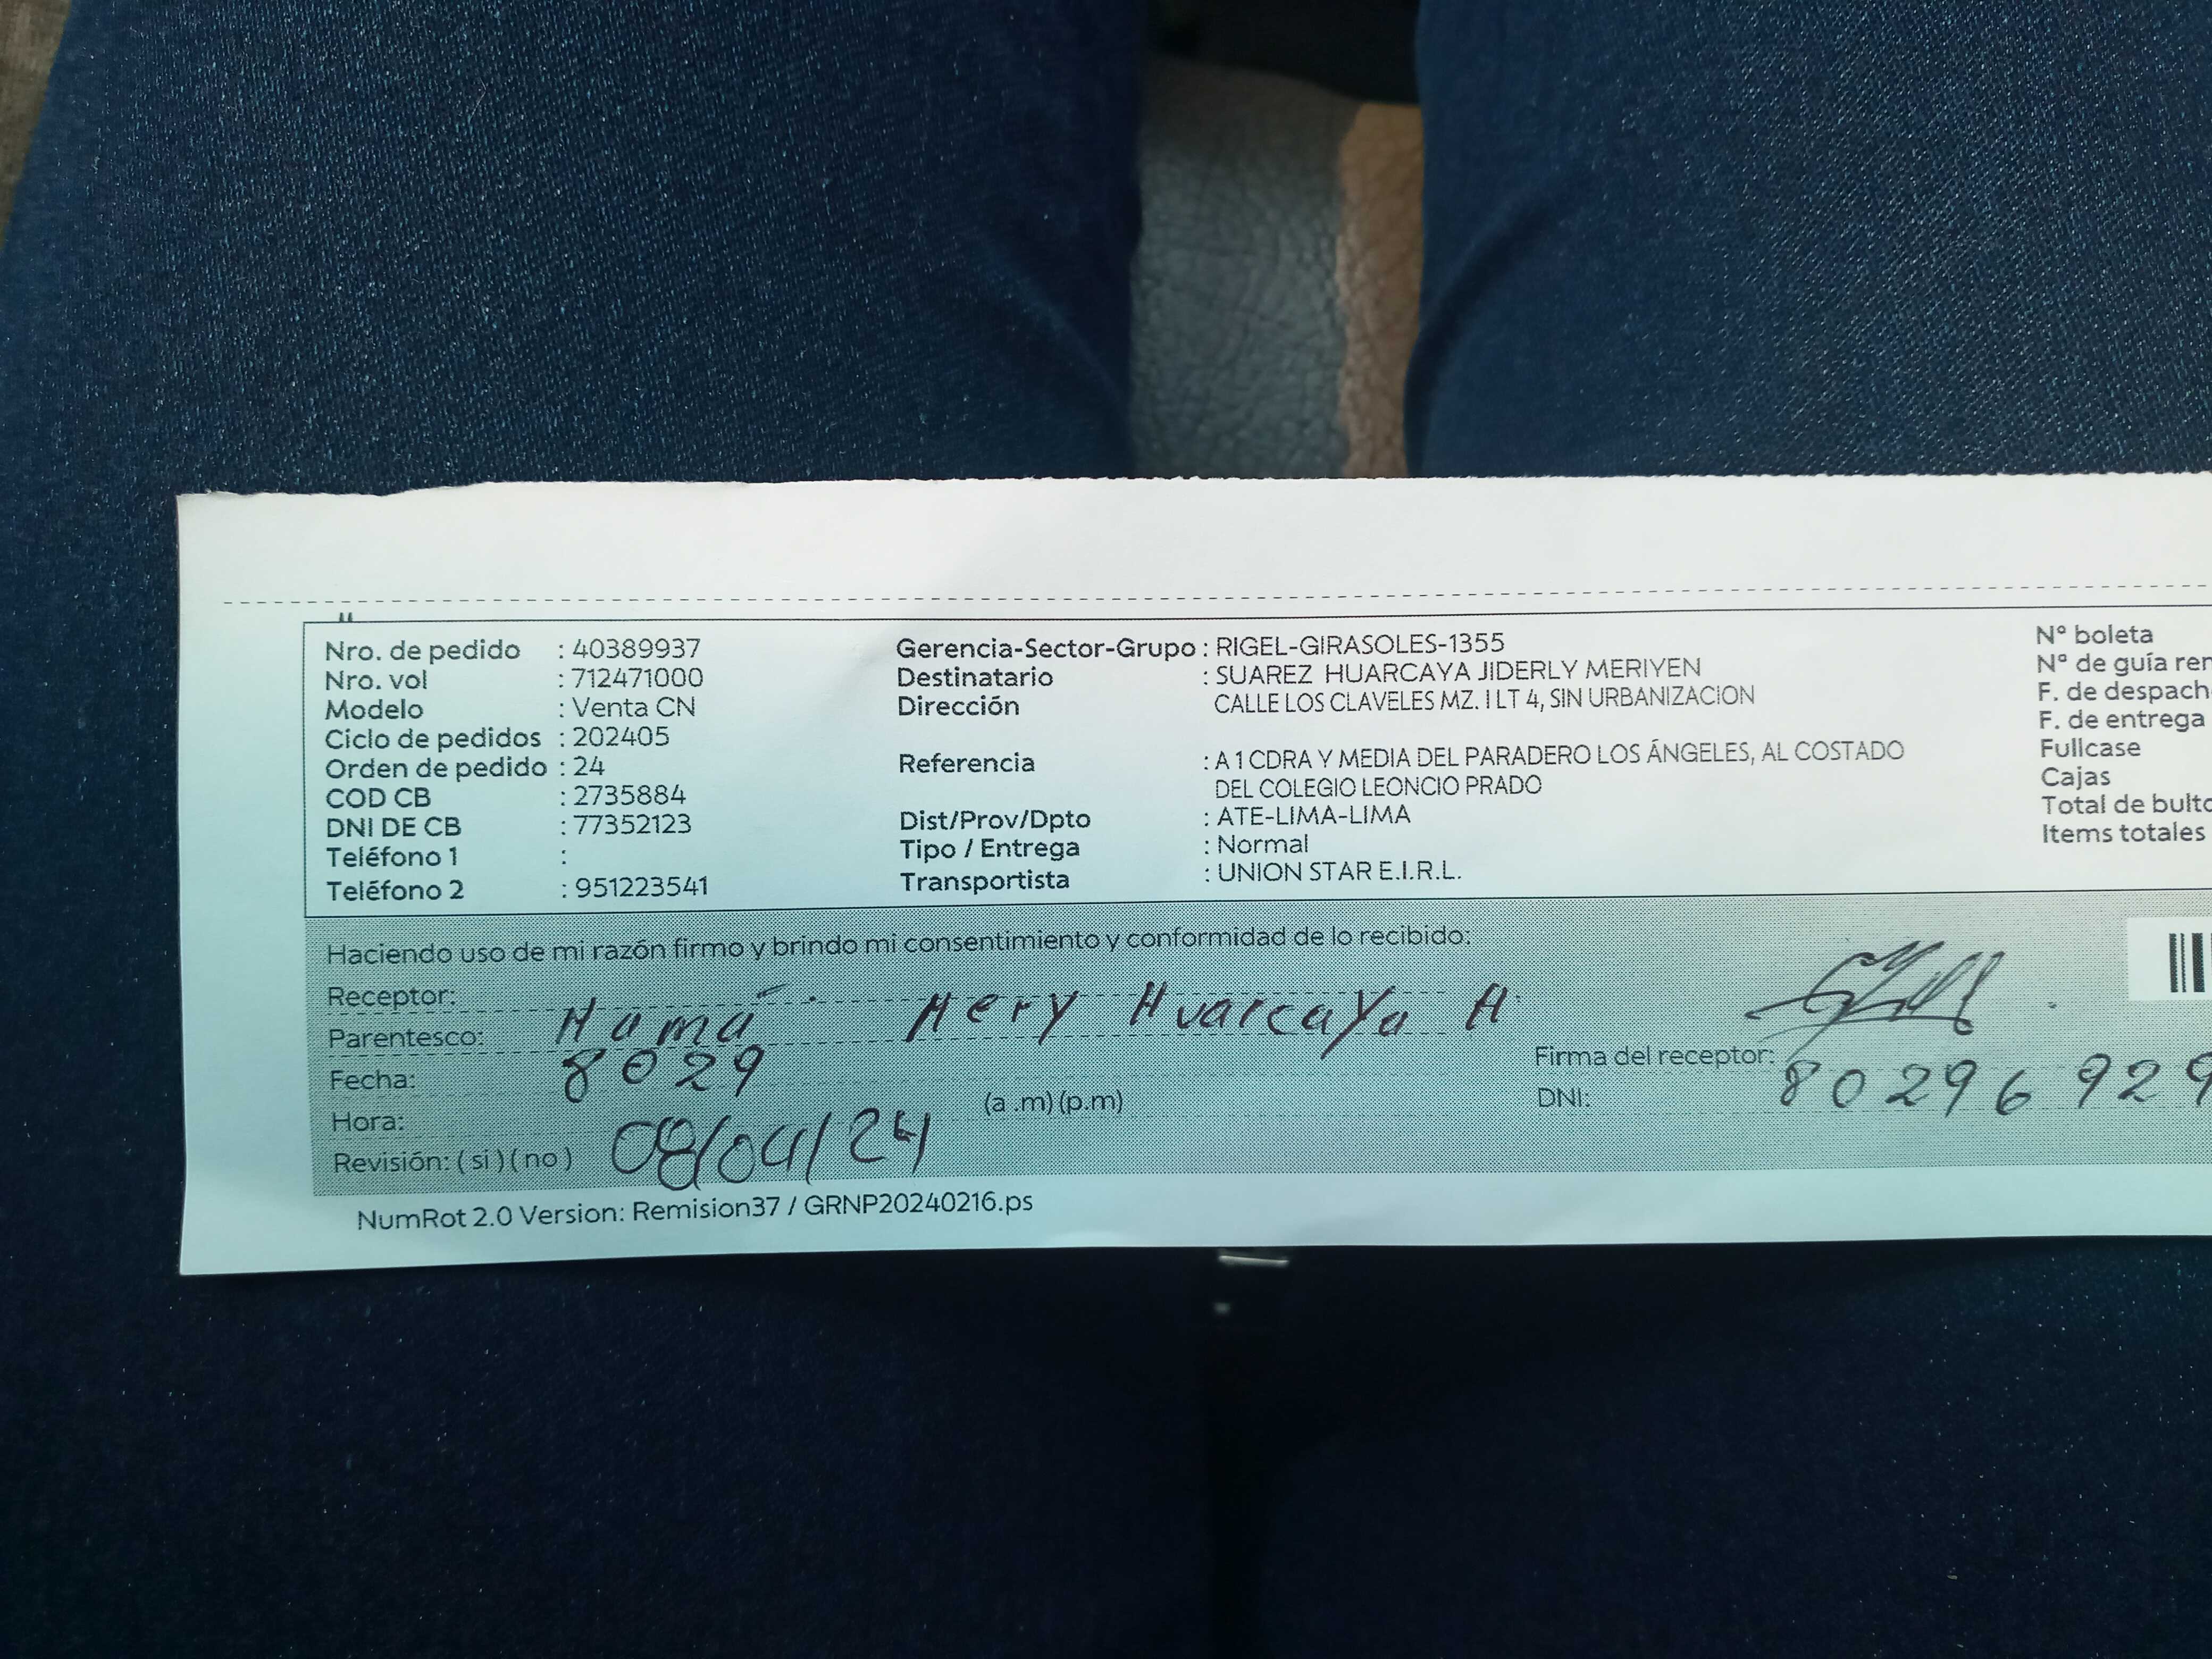 Nro. de pedido : 40389937
Nro. vol : 712471000
Modelo : Venta CN
Ciclo de pedidos : 202405
Orden de pedido : 24
COD CB : 2735884
DNI DE CB : 77352123
Teléfono 1 :
Teléfono 2 : 951223541
Gerencia-Sector-Grupo : RIGEL-GIRASOLES-1355
Destinatario : SUAREZ HUARCAYA JIDERLY MERIYEN
Dirección CALLE LOS CLAVELES MZ. I LT 4, SIN URBANIZACION
Referencia : A 1 CDRA Y MEDIA DEL PARADERO LOS ÁNGELES, AL COSTADO
DEL COLEGIO LEONCIO PRADO
Dist/Prov/Dpto : ATE-LIMA-LIMA
Tipo / Entrega : Normal
Transportista : UNION STAR E.I.R.L.
N° boleta
N° de guía rem
F. de despach
F. de entrega
Fullcase
Cajas
Total de bulto
Items totales
Haciendo uso de mi razón firmo y brindo mi consentimiento y conformidad de lo recibido:
Receptor:
Parentesco: Mamá Mery Huarcaya H
Fecha: 8029
Hora: (a .m) (p.m)
Revisión: ( si ) ( no ) 08/04/24
Firma del receptor:
DNI: 80296929
NumRot 2.0 Version: Remision37 / GRNP20240216.ps